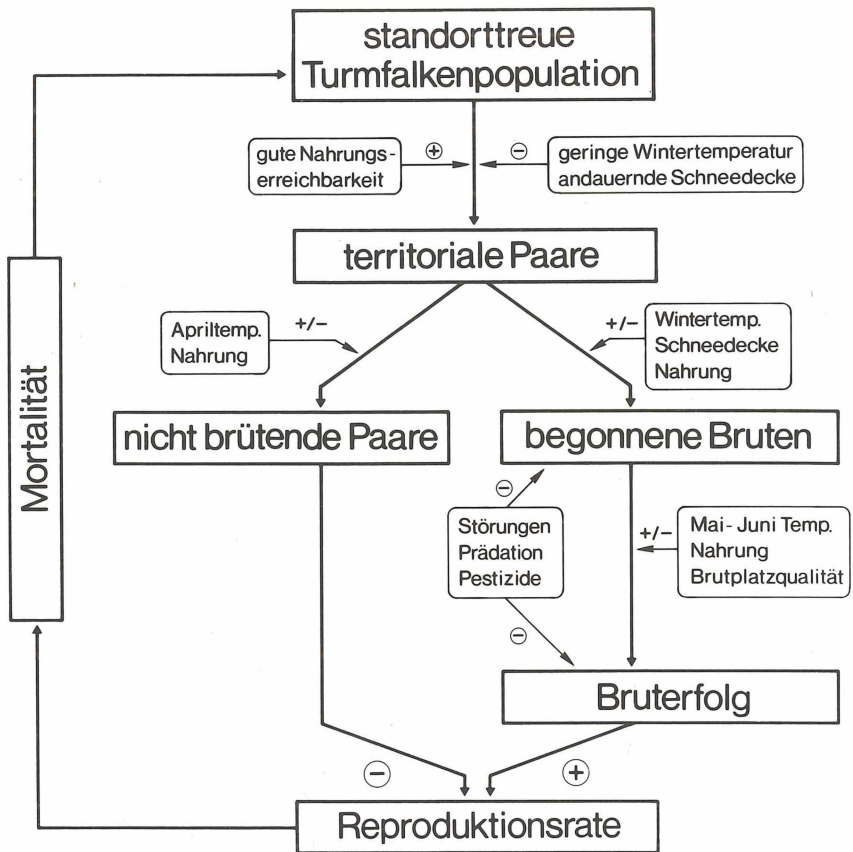 standorttreue
Turmfalkenpopulation
gute Nahrungs-
erreichbarkeit
⊕
⊖
geringe Wintertemperatur
andauernde Schneedecke
territoriale Paare
Apriltemp.
Nahrung
+/−
+/−
Wintertemp.
Schneedecke
Nahrung
Mortalität
nicht brütende Paare
begonnene Bruten
⊖
Störungen
Prädation
Pestizide
⊖
+/−
Mai-Juni Temp.
Nahrung
Brutplatzqualität
Bruterfolg
⊖
⊕
Reproduktionsrate